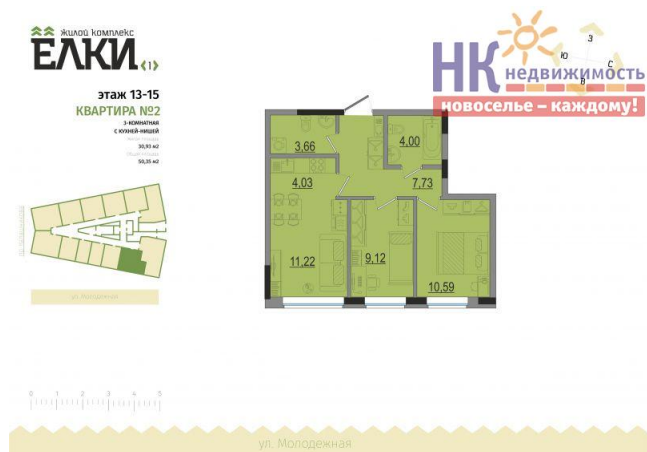 жилой комплекс
ЁЛКИ
‹1›
этаж 13-15
КВАРТИРА №2
3-КОМНАТНАЯ
С КУХНЕЙ-НИШЕЙ
30,93 м2
50,35 м2
НК недвижимость
новоселье – каждому!
З
Ю
С
В
3.66
4.00
4.03
7.73
11.22
9.12
10.59
ул. Молодежная
0 1 2 3 4 5
ул. Молодежная